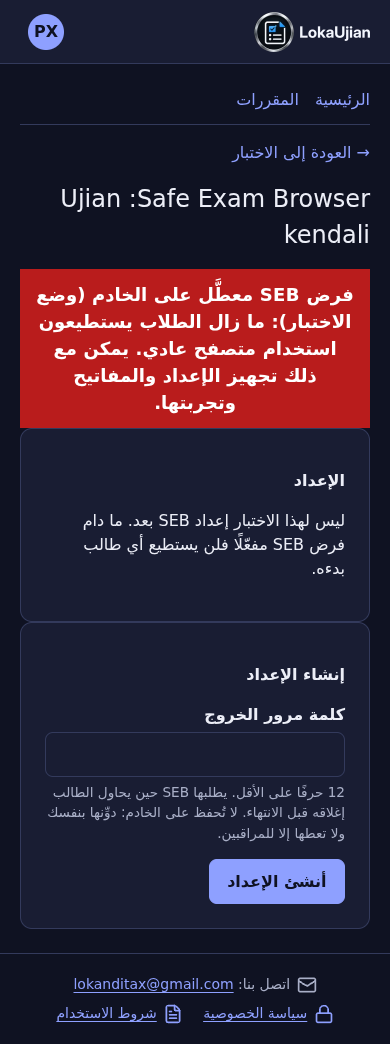 LokaUjian
PX
الرئيسية المقررات
→ العودة إلى الاختبار
Ujian :Safe Exam Browser
kendali
فرض SEB معطَّل على الخادم (وضع
الاختبار): ما زال الطلاب يستطيعون
استخدام متصفح عادي. يمكن مع
ذلك تجهيز الإعداد والمفاتيح
وتجربتها.
الإعداد
ليس لهذا الاختبار إعداد SEB بعد. ما دام
فرض SEB مفعّلًا فلن يستطيع أي طالب
بدءه.
إنشاء الإعداد
كلمة مرور الخروج
12 حرفًا على الأقل. يطلبها SEB حين يحاول الطالب
إغلاقه قبل الانتهاء. لا تُحفظ على الخادم: دوِّنها بنفسك
ولا تعطها إلا للمراقبين.
أنشئ الإعداد
اتصل بنا: lokanditax@gmail.com
سياسة الخصوصية شروط الاستخدام